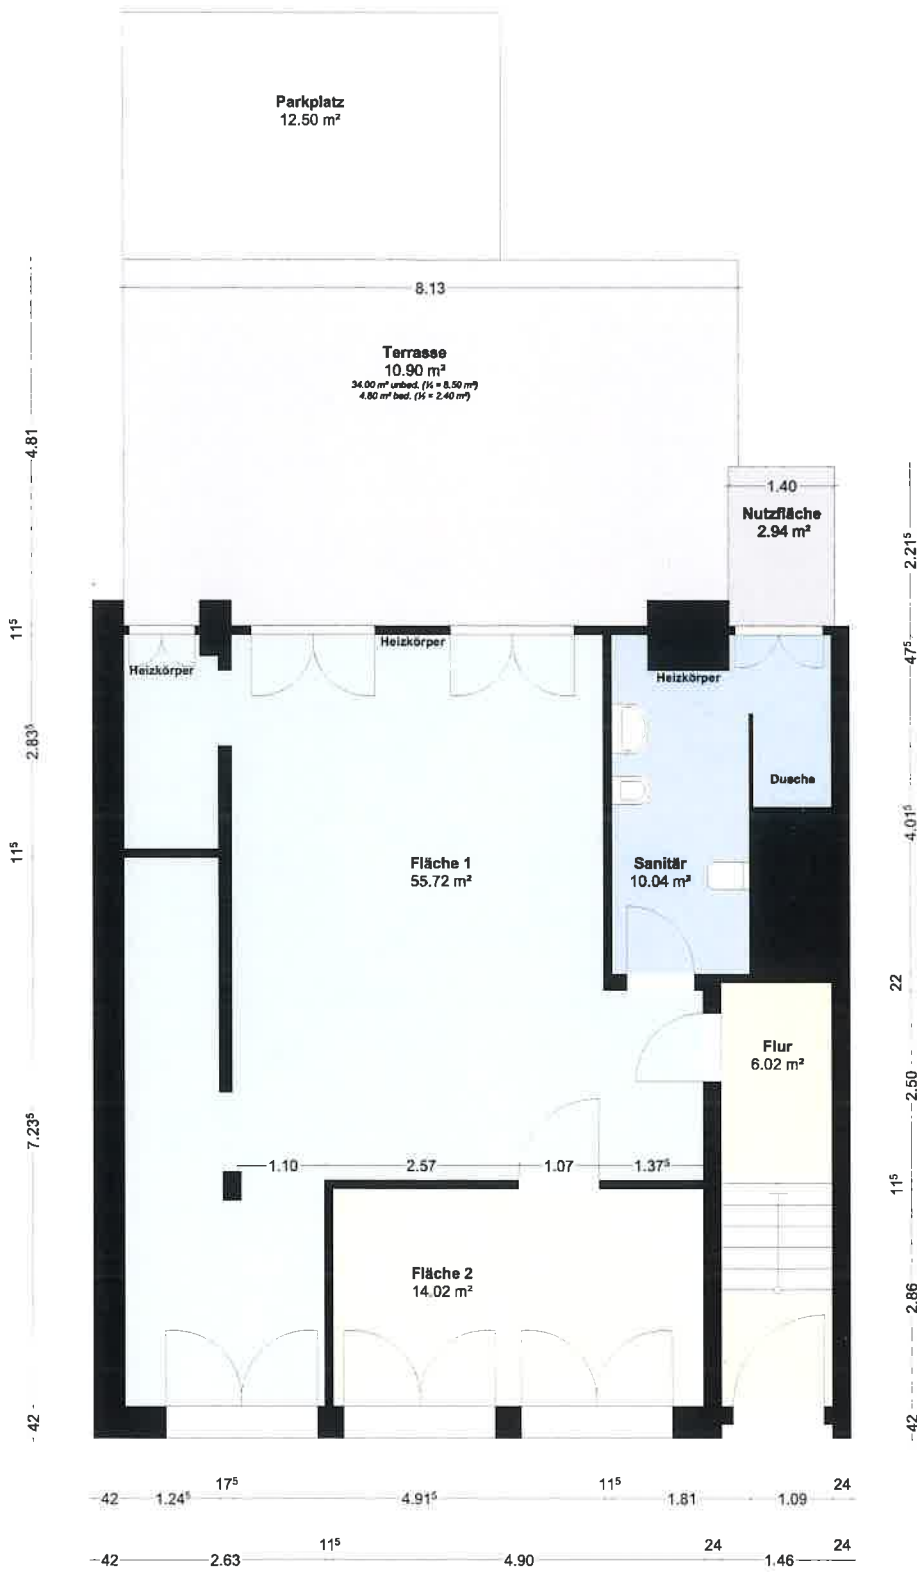 Parkplatz
12.50 m²
8.13
Terrasse
10.90 m²
34.00 m² unbed. (¼ = 8.50 m²)
4.80 m² bed. (½ = 2.40 m²)
4.81
1.40
Nutzfläche
2.94 m²
2.21⁵
11⁵
47⁵
Heizkörper
Heizkörper
Heizkörper
2.83⁵
Dusche
4.01⁵
11⁵
Fläche 1
55.72 m²
Sanitär
10.04 m²
22
Flur
6.02 m²
2.50
7.23⁵
1.10
2.57
1.07
1.37⁵
11⁵
Fläche 2
14.02 m²
2.86
42
42
17⁵
11⁵
24
42
1.24⁵
4.91⁵
1.81
1.09
11⁵
24
24
42
2.63
4.90
1.46